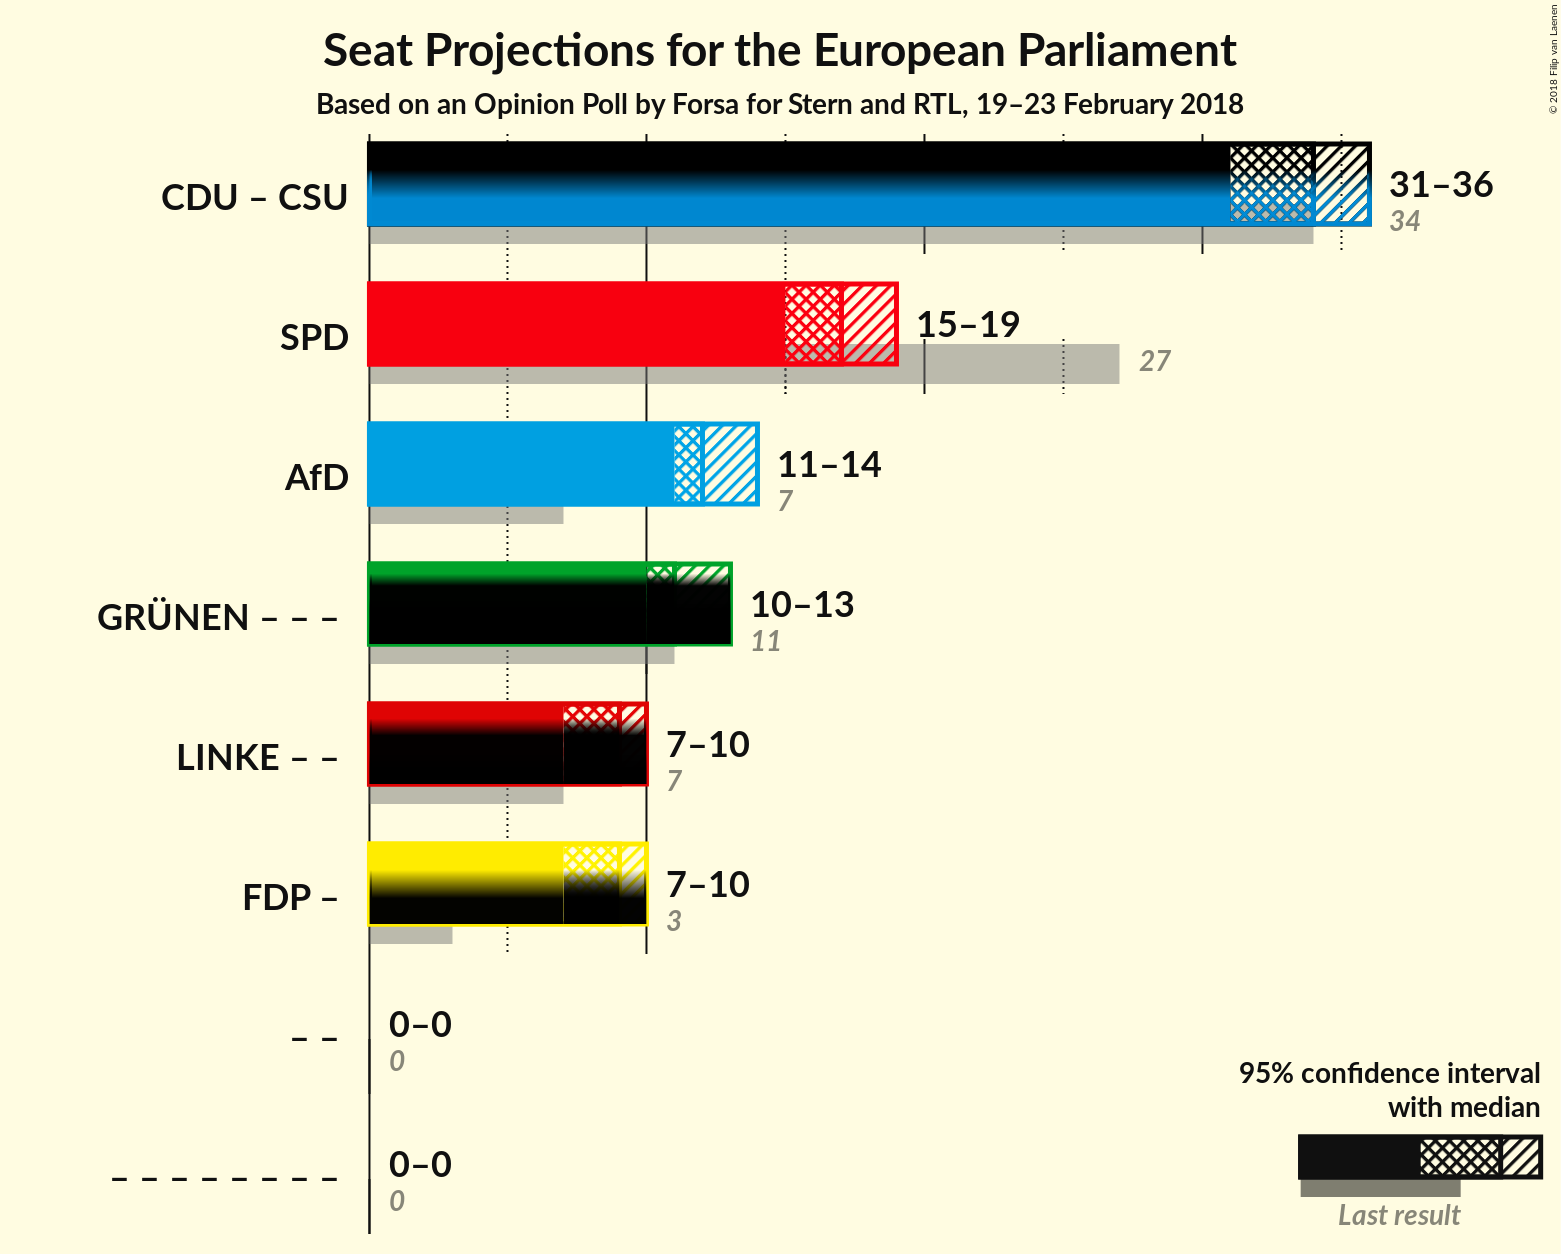 Seat Projections for the European Parliament
Based on an Opinion Poll by Forsa for Stern and RTL, 19–23 February 2018
© 2018 Filip van Laenen
CDU – CSU
31–36
34
SPD
15–19
27
AfD
11–14
7
GRÜNEN – – –
10–13
11
LINKE – –
7–10
7
FDP –
7–10
3
– –
0–0
0
– – – – – – – –
0–0
0
95% confidence interval
with median
Last result